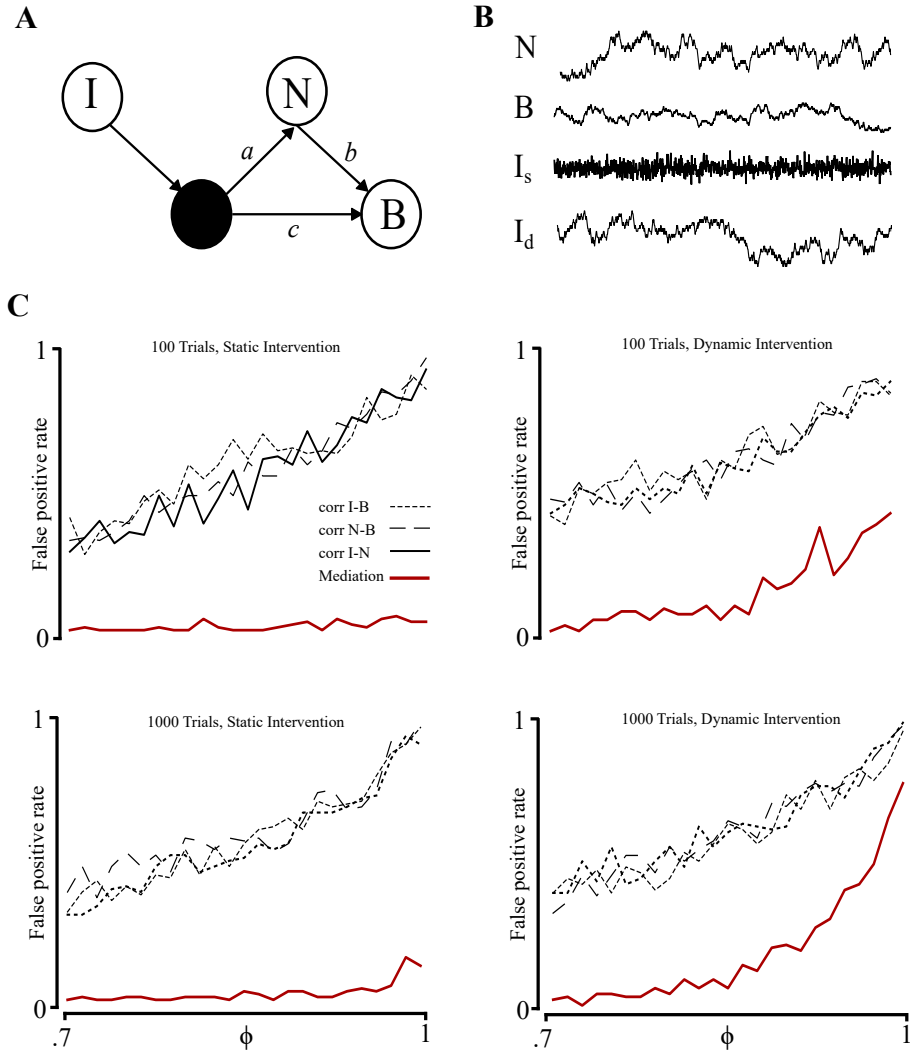 A
I
N
a
b
c
B
B
N
B
Is
Id
C
1
100 Trials, Static Intervention
False positive rate
corr I-B
corr N-B
corr I-N
Mediation
0
1
100 Trials, Dynamic Intervention
False positive rate
0
1
1000 Trials, Static Intervention
False positive rate
0
.7
ϕ
1
1
1000 Trials, Dynamic Intervention
False positive rate
0
.7
ϕ
1